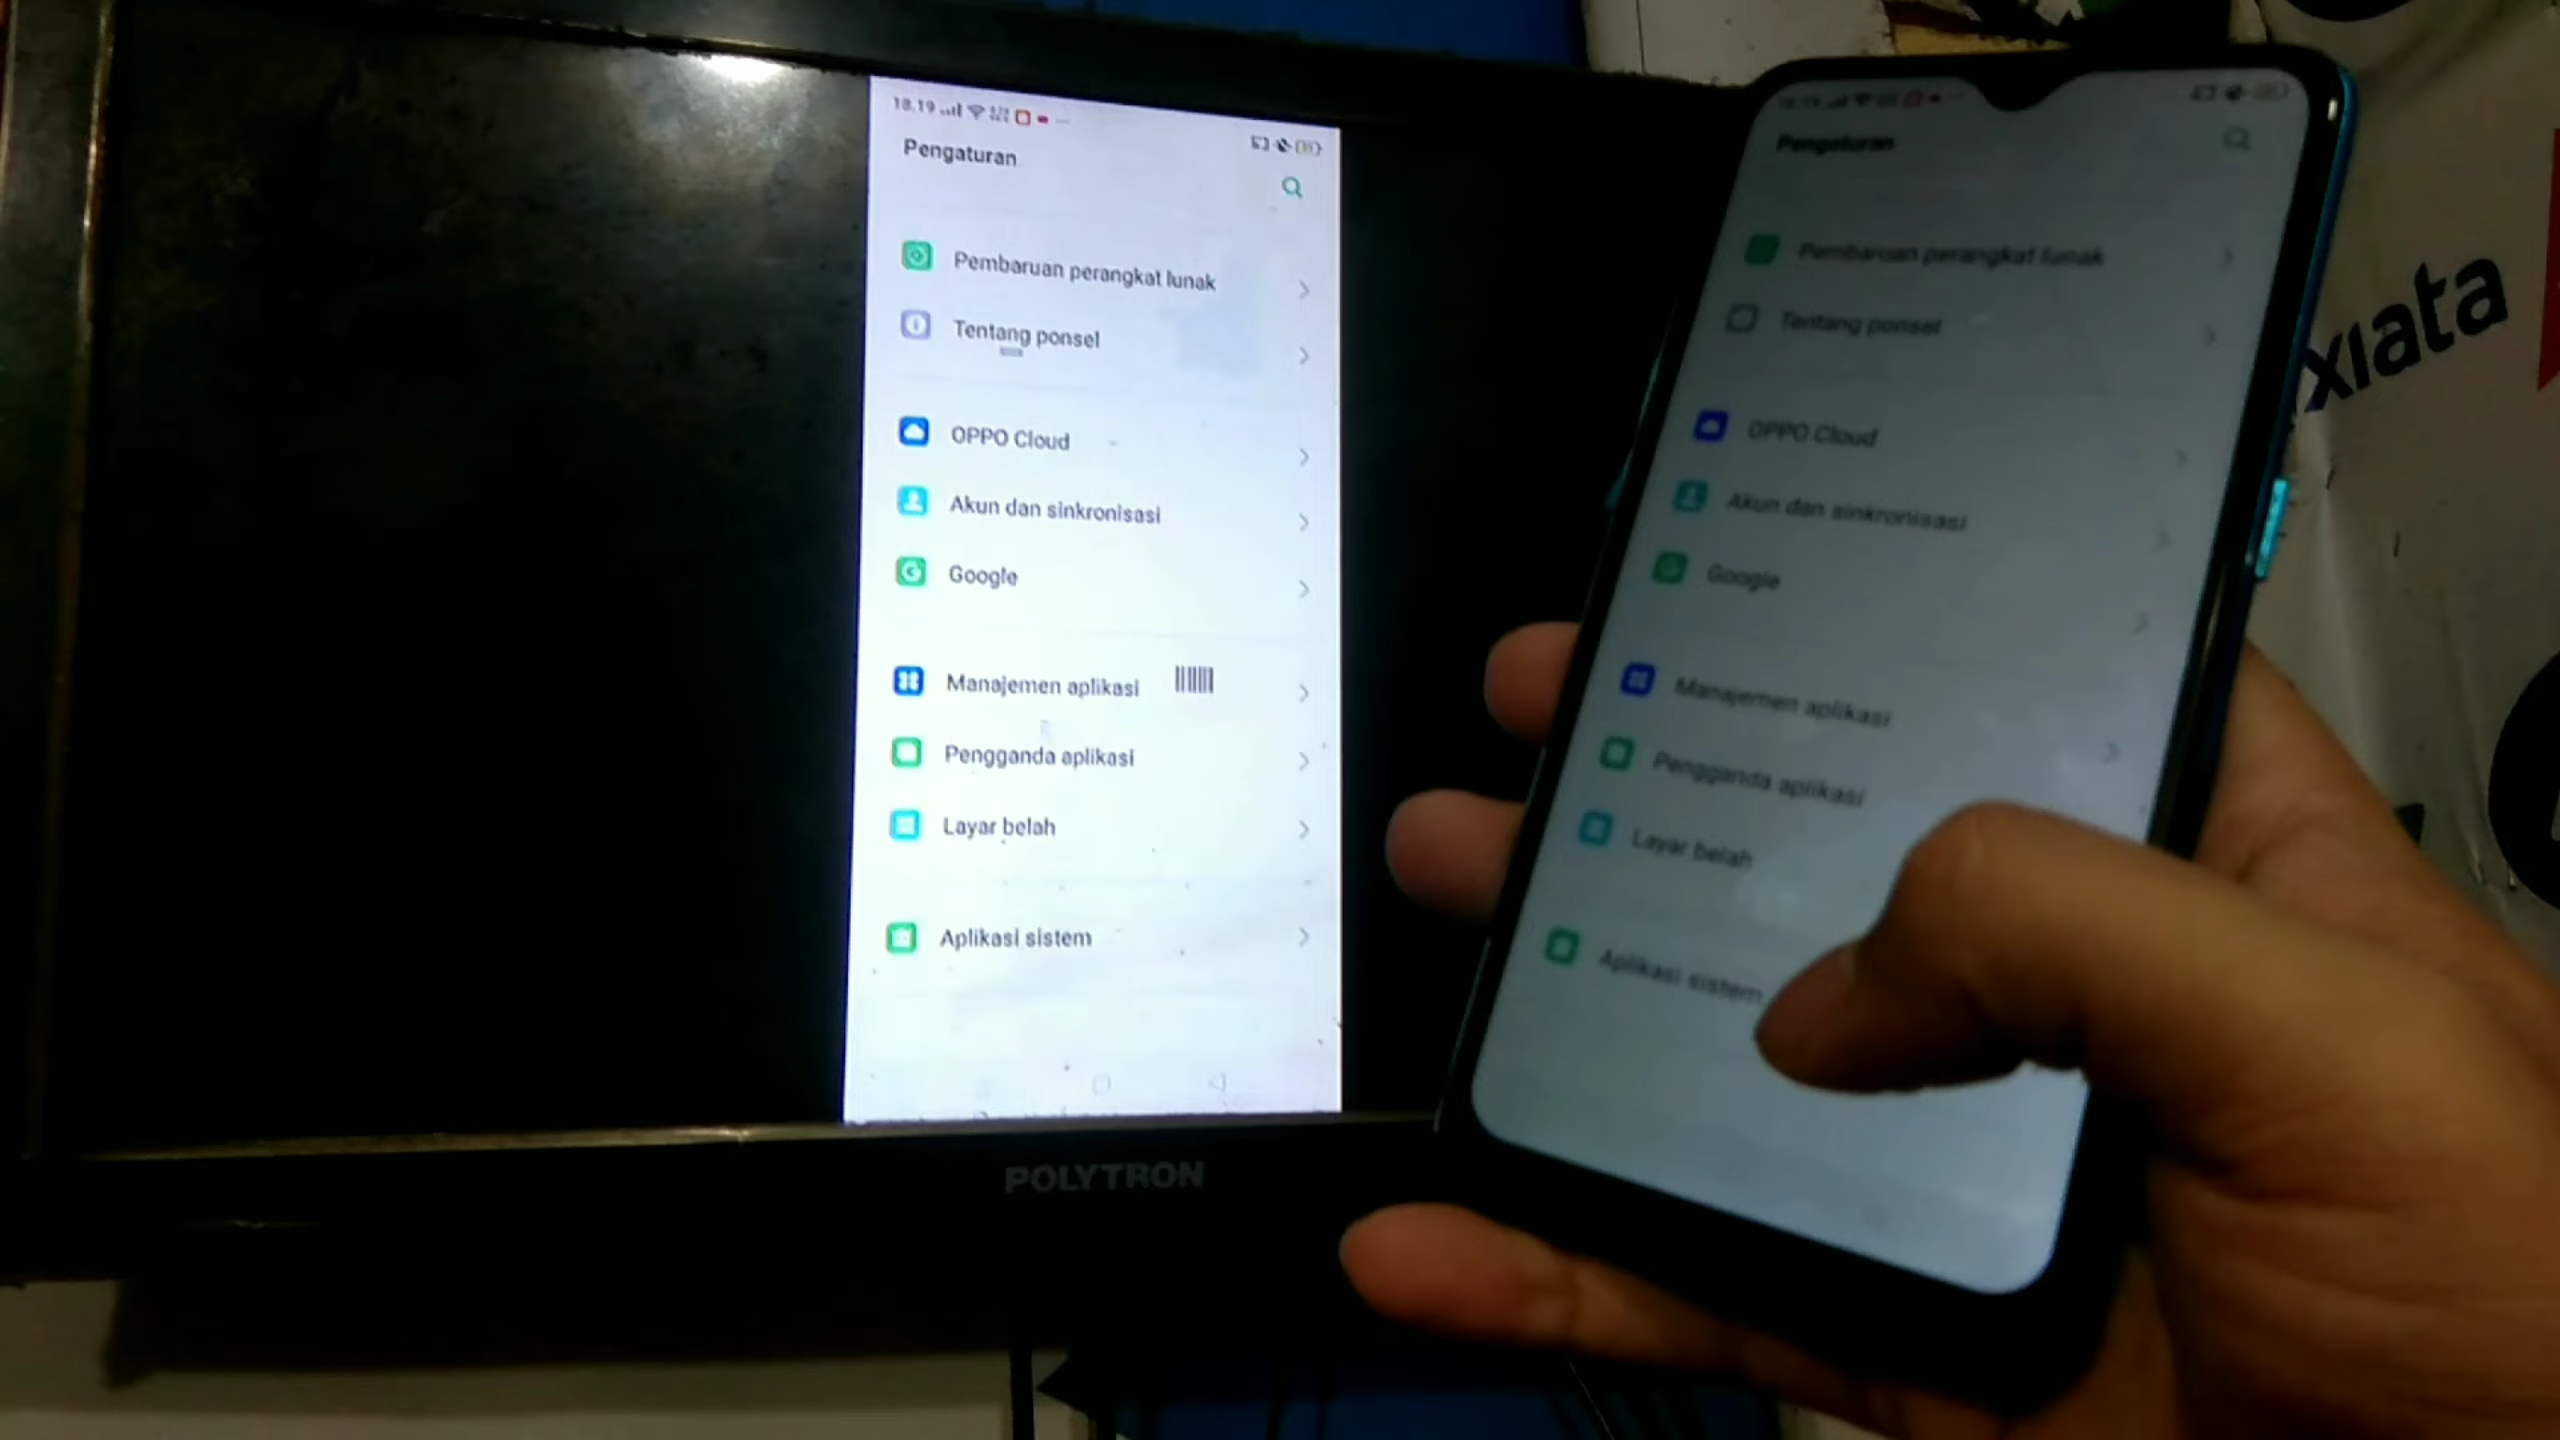 18.19
Pengaturan
Pembaruan perangkat lunak
Tentang ponsel
OPPO Cloud
Akun dan sinkronisasi
Google
Manajemen aplikasi
Pengganda aplikasi
Layar belah
Aplikasi sistem
POLYTRON
Pengaturan
Pembaruan perangkat lunak
Tentang ponsel
OPPO Cloud
Akun dan sinkronisasi
Google
Manajemen aplikasi
Pengganda aplikasi
Layar belah
Aplikasi sistem
xiata